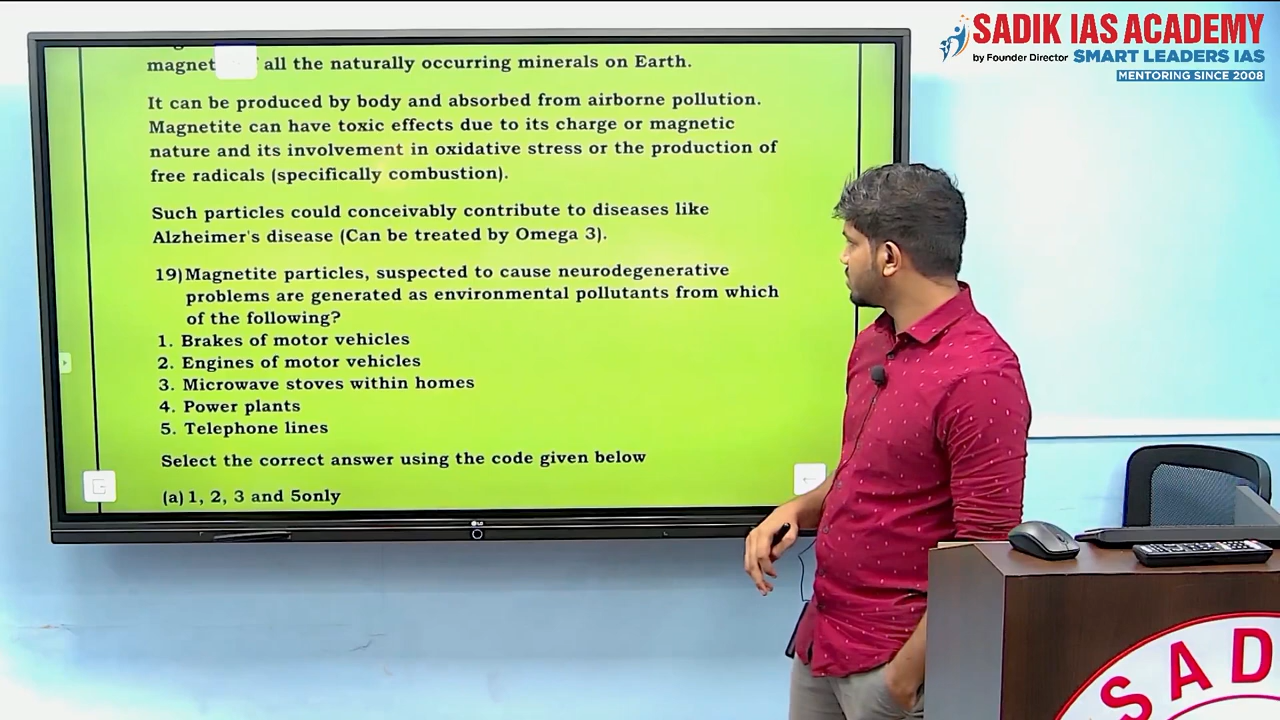 SADIK IAS ACADEMY
by Founder Director SMART LEADERS IAS
MENTORING SINCE 2008
all the naturally occurring minerals on Earth.
It can be produced by body and absorbed from airborne pollution.
Magnetite can have toxic effects due to its charge or magnetic
nature and its involvement in oxidative stress or the production of
free radicals (specifically combustion).
Such particles could conceivably contribute to diseases like
Alzheimer's disease (Can be treated by Omega 3).
19)Magnetite particles, suspected to cause neurodegenerative
problems are generated as environmental pollutants from which
of the following?
1. Brakes of motor vehicles
2. Engines of motor vehicles
3. Microwave stoves within homes
4. Power plants
5. Telephone lines
Select the correct answer using the code given below
(a) 1, 2, 3 and 5only
LG
SAD